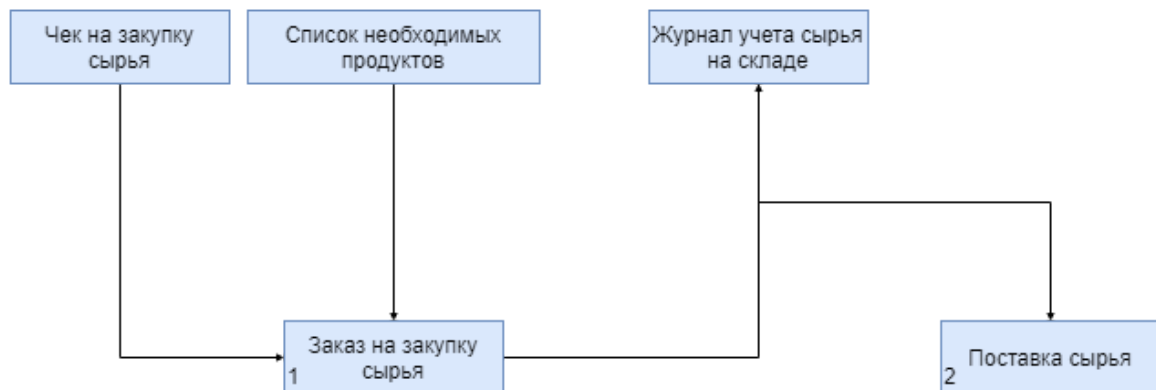 Чек на закупку
сырья
Список необходимых
продуктов
Журнал учета сырья
на складе
Заказ на закупку
сырья
1
Поставка сырья
2